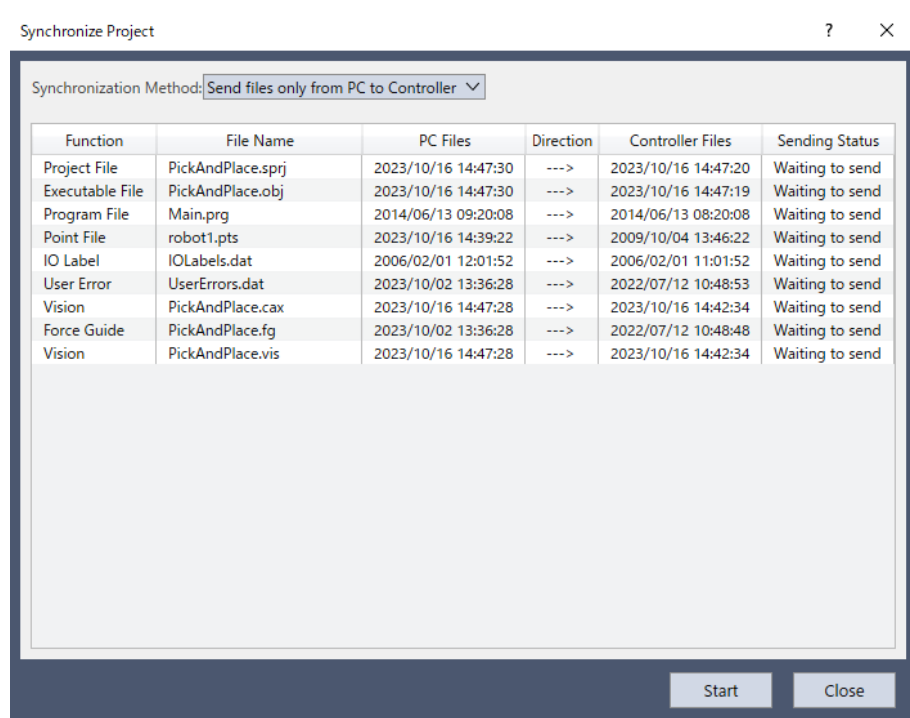 Synchronize Project
Synchronization Method: Send files only from PC to Controller
Function File Name PC Files Direction Controller Files Sending Status
Project File PickAndPlace.sprj 2023/10/16 14:47:30 ---> 2023/10/16 14:47:20 Waiting to send
Executable File PickAndPlace.obj 2023/10/16 14:47:30 ---> 2023/10/16 14:47:19 Waiting to send
Program File Main.prg 2014/06/13 09:20:08 ---> 2014/06/13 08:20:08 Waiting to send
Point File robot1.pts 2023/10/16 14:39:22 ---> 2009/10/04 13:46:22 Waiting to send
IO Label IOLabels.dat 2006/02/01 12:01:52 ---> 2006/02/01 11:01:52 Waiting to send
User Error UserErrors.dat 2023/10/02 13:36:28 ---> 2022/07/12 10:48:53 Waiting to send
Vision PickAndPlace.cax 2023/10/16 14:47:28 ---> 2023/10/16 14:42:34 Waiting to send
Force Guide PickAndPlace.fg 2023/10/02 13:36:28 ---> 2022/07/12 10:48:48 Waiting to send
Vision PickAndPlace.vis 2023/10/16 14:47:28 ---> 2023/10/16 14:42:34 Waiting to send
Start Close